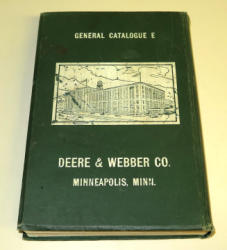 GENERAL CATALOGUE E
DEERE & WEBBER CO.
MINNEAPOLIS, MINN.